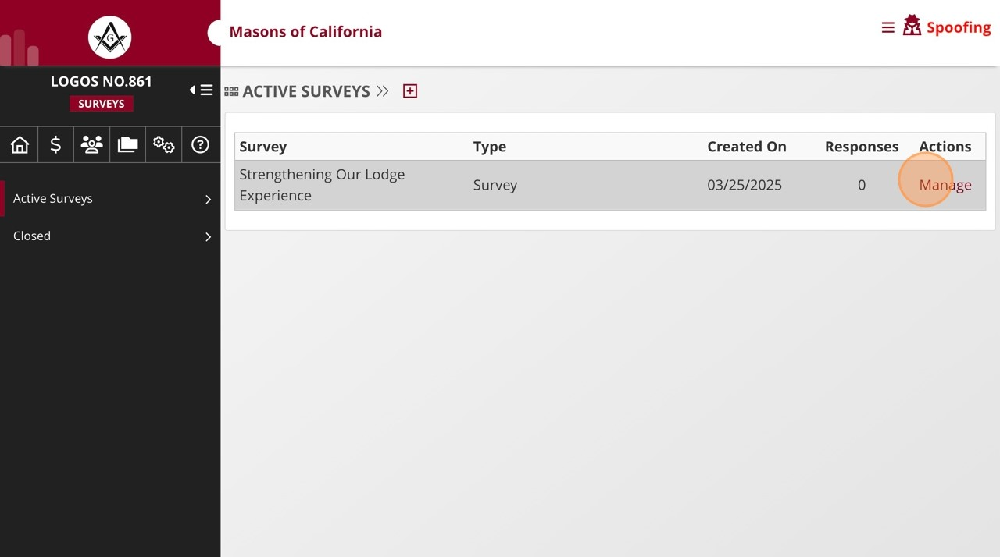 Masons of California
Spoofing
LOGOS NO.861
SURVEYS
G
ACTIVE SURVEYS
Survey Type Created On Responses Actions
Strengthening Our Lodge
Experience
Survey 03/25/2025 0 Manage
Active Surveys
Closed